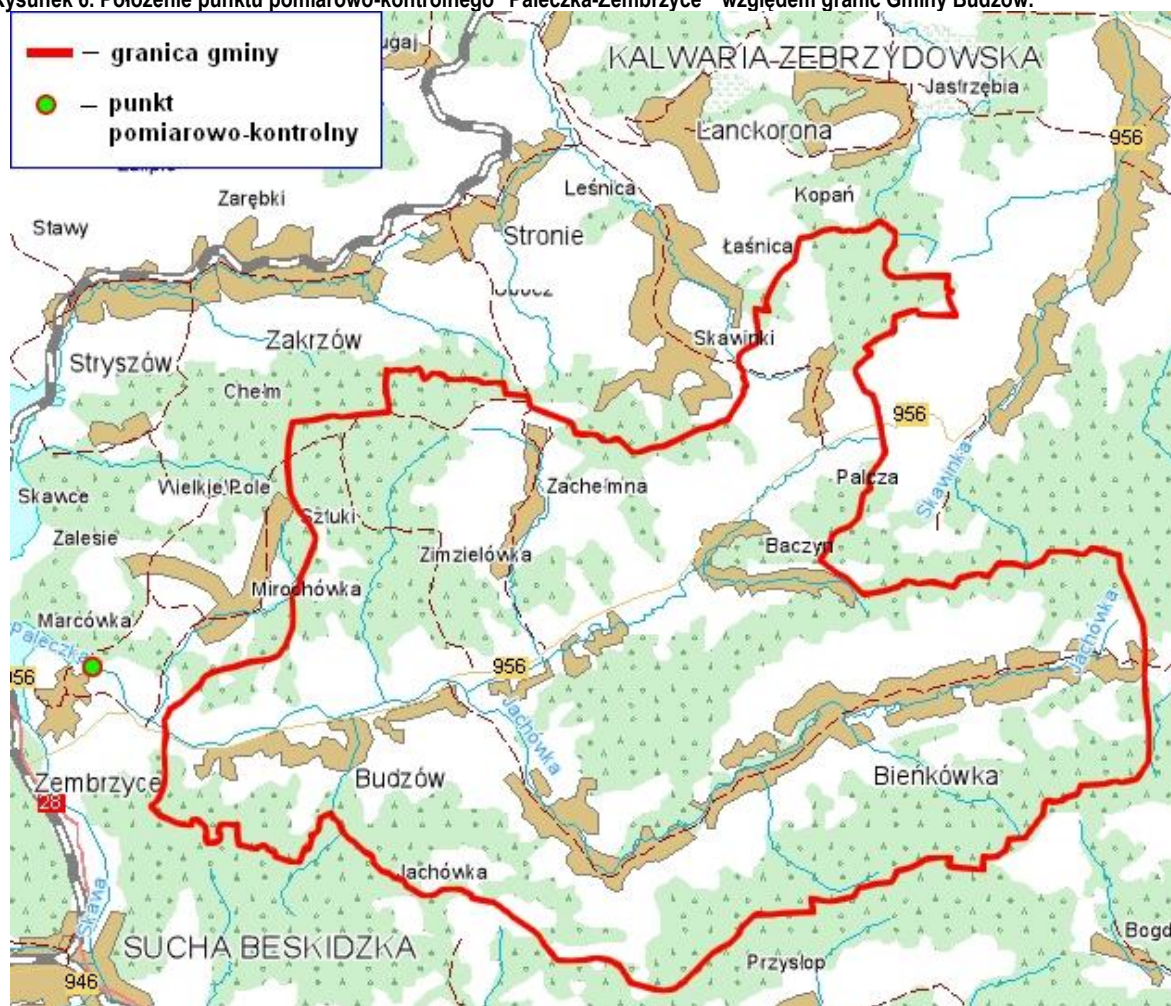 Rysunek 6. Położenie punktu pomiarowo-kontrolnego "Paleczka-Zembrzyce" względem granic Gminy Budzów.
– granica gminy
– punkt
pomiarowo-kontrolny
KALWARIA ZEBRZYDOWSKA
Jastrzębia
Łanckorona
956
Leśnica
Kopań
Zarębki
Stawy
Stronie
Łaśnica
Zakrzów
Skawinki
Stryszów
Chełm
956
Palcza
Skawinka
Skawce
Wielkie Pole
Zachełmna
Sztuki
Zalesie
Zimzielówka
Baczyn
Mirochówka
Marcówka
Paleczka
Jachówka
956
956
Jachówka
Zembrzyce
28
Budzów
Bieńkówka
Jachówka
Skawa
SUCHA BESKIDZKA
946
Przysłop
Bogd